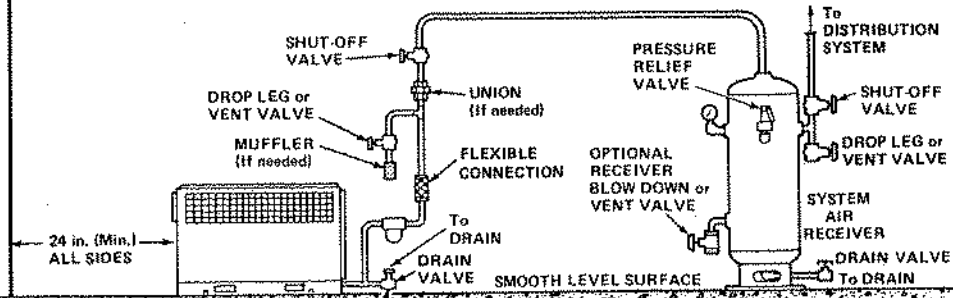 SHUT-OFF
VALVE
DROP LEG or
VENT VALVE
MUFFLER
(If needed)
UNION
(If needed)
FLEXIBLE
CONNECTION
24 in. (Min.)
ALL SIDES
To
DRAIN
DRAIN
VALVE
SMOOTH LEVEL SURFACE
PRESSURE
RELIEF
VALVE
OPTIONAL
RECEIVER
BLOW DOWN or
VENT VALVE
To
DISTRIBUTION
SYSTEM
SHUT-OFF
VALVE
DROP LEG or
VENT VALVE
SYSTEM
AIR
RECEIVER
DRAIN VALVE
To DRAIN